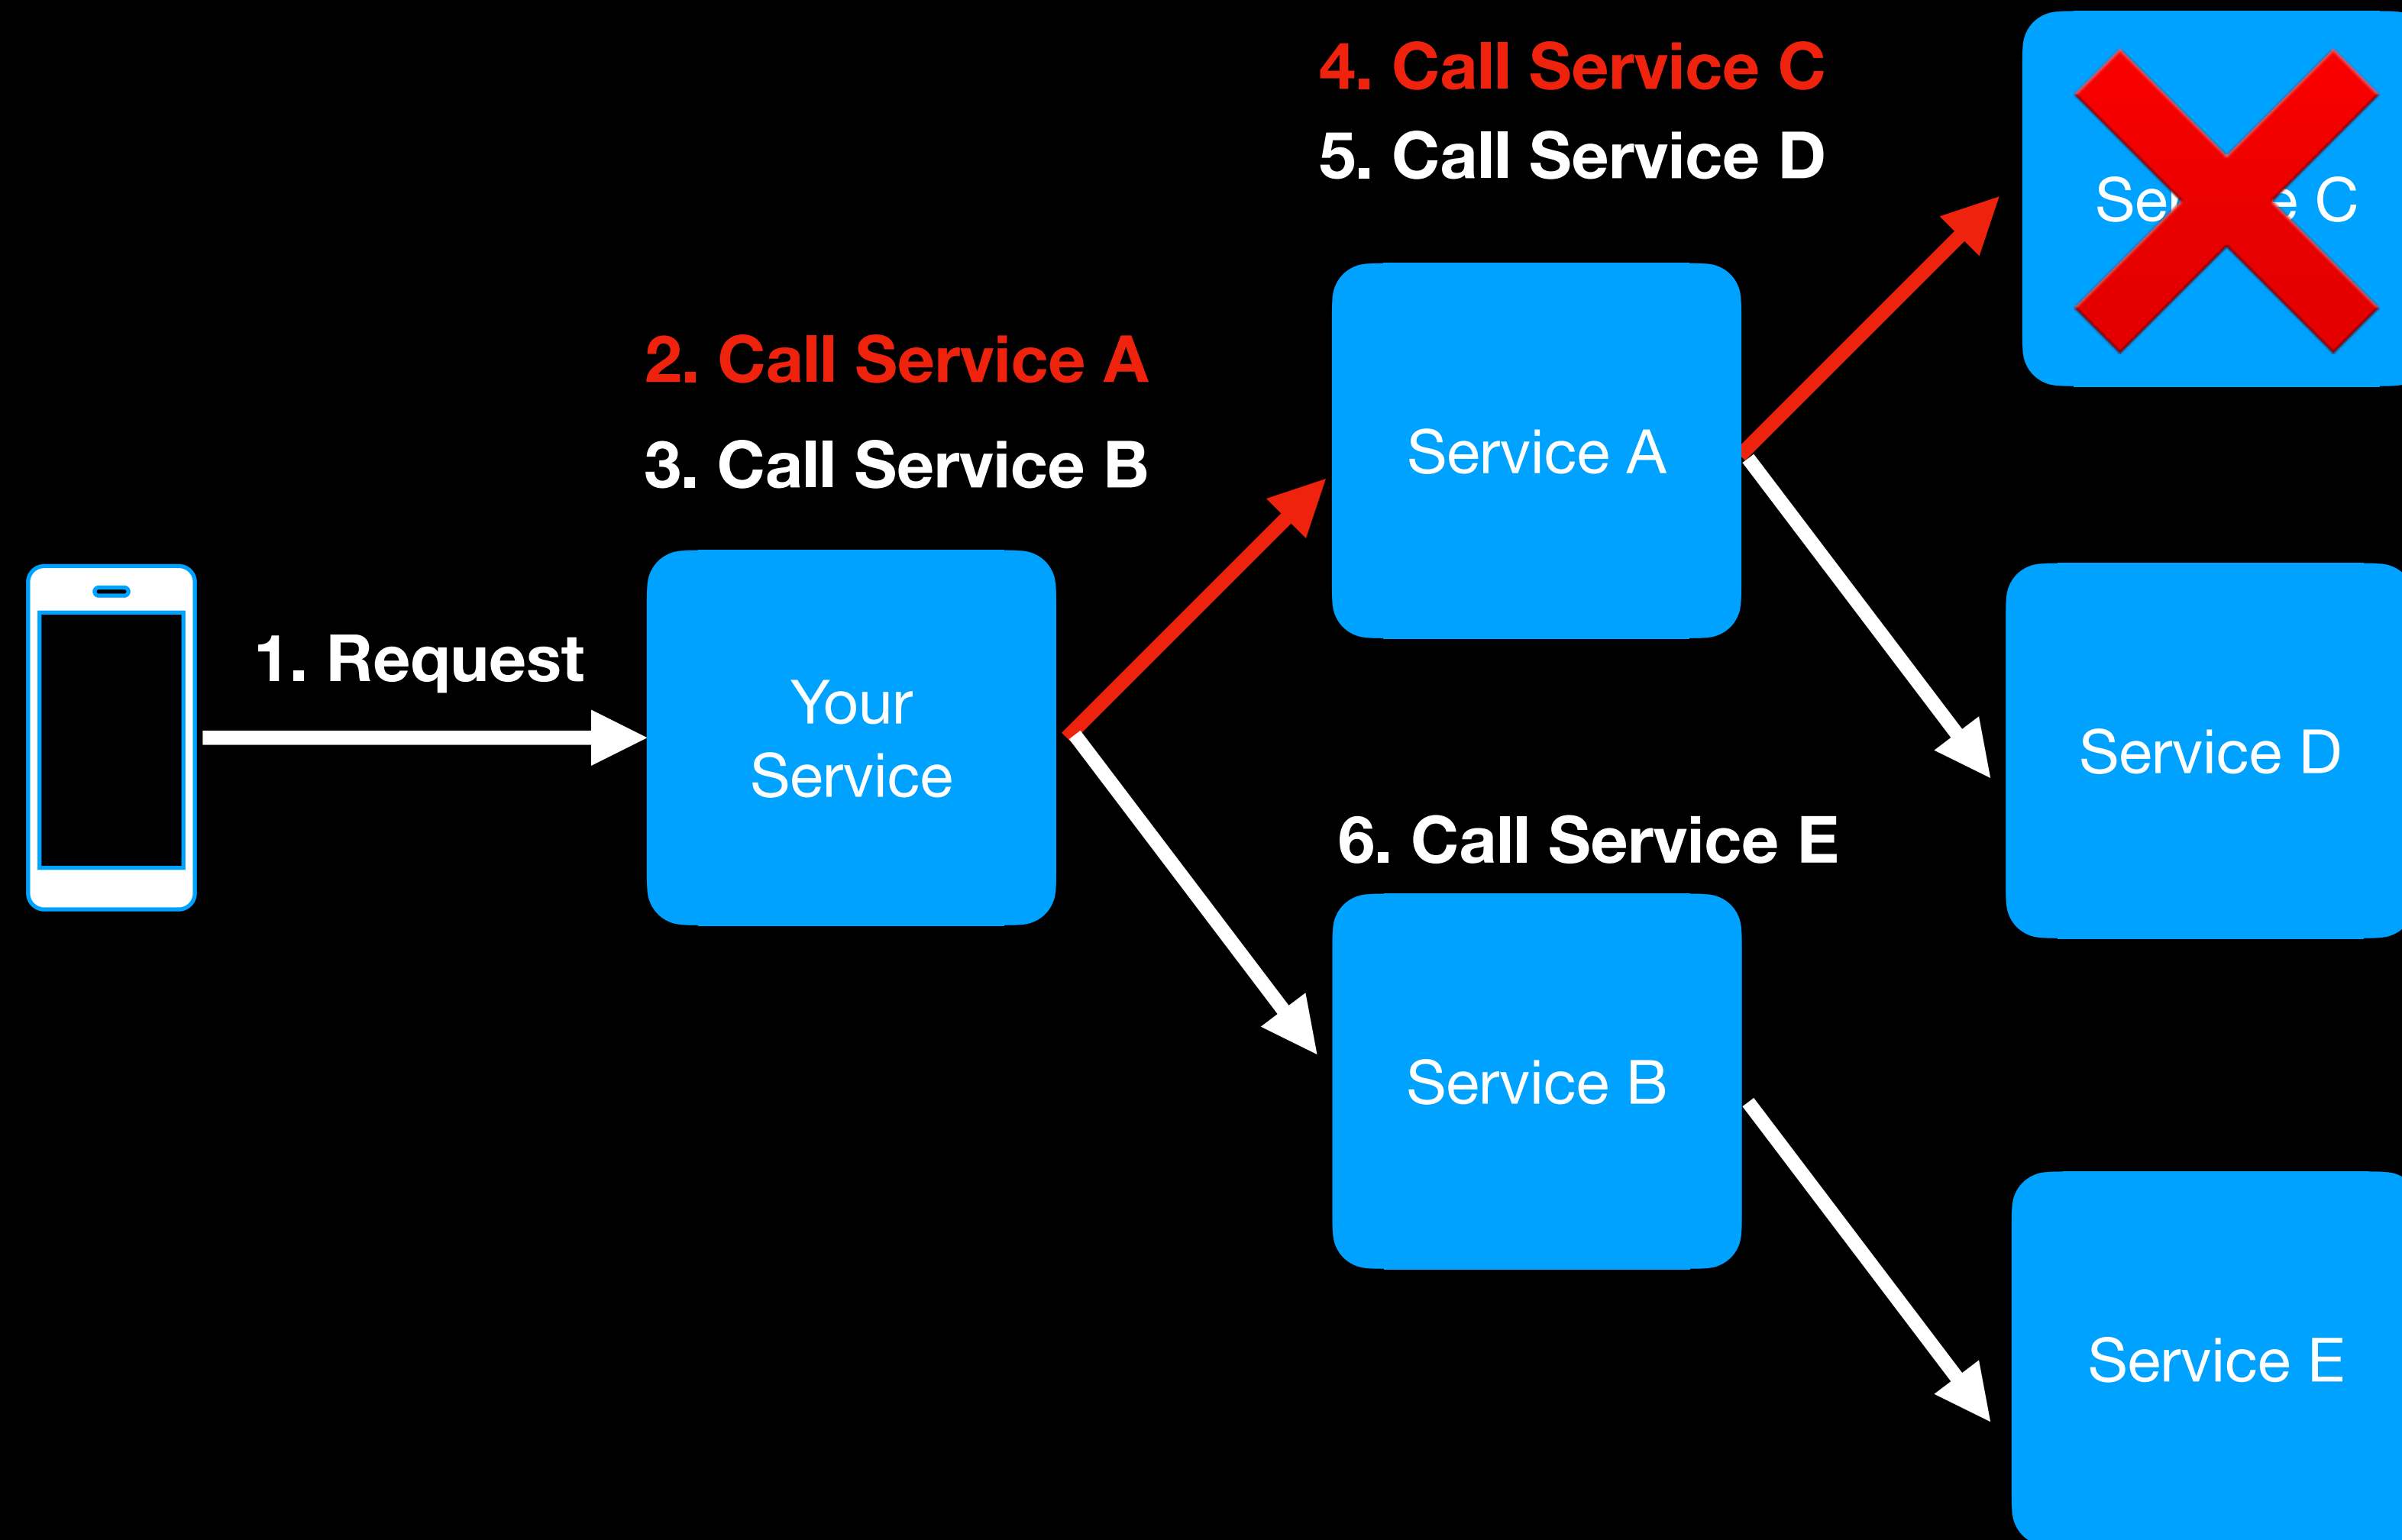 4. Call Service C
5. Call Service D
2. Call Service A
3. Call Service B
1. Request
Your
Service
Service A
C
Service D
6. Call Service E
Service B
Service E